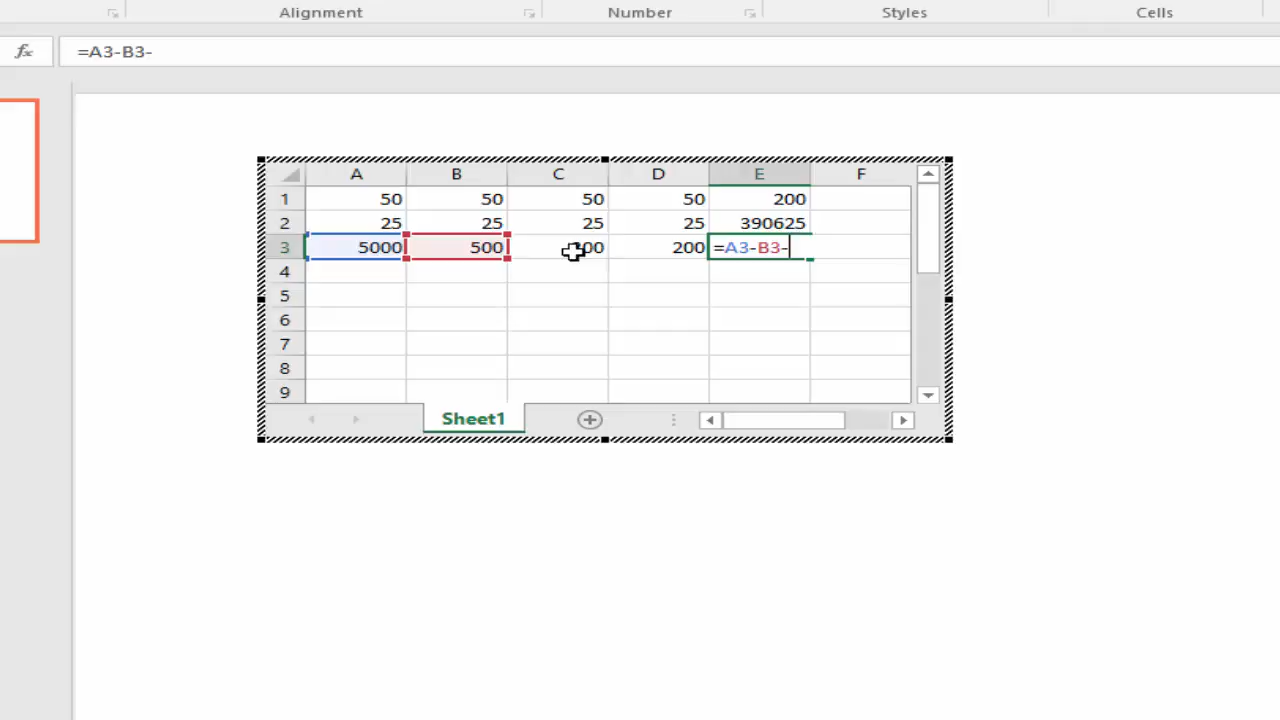 Alignment Number Styles Cells
fx =A3-B3-
A B C D E F
1 50 50 50 50 200
2 25 25 25 25 390625
3 5000 500 200 =A3-B3-
4
5
6
7
8
9
Sheet1